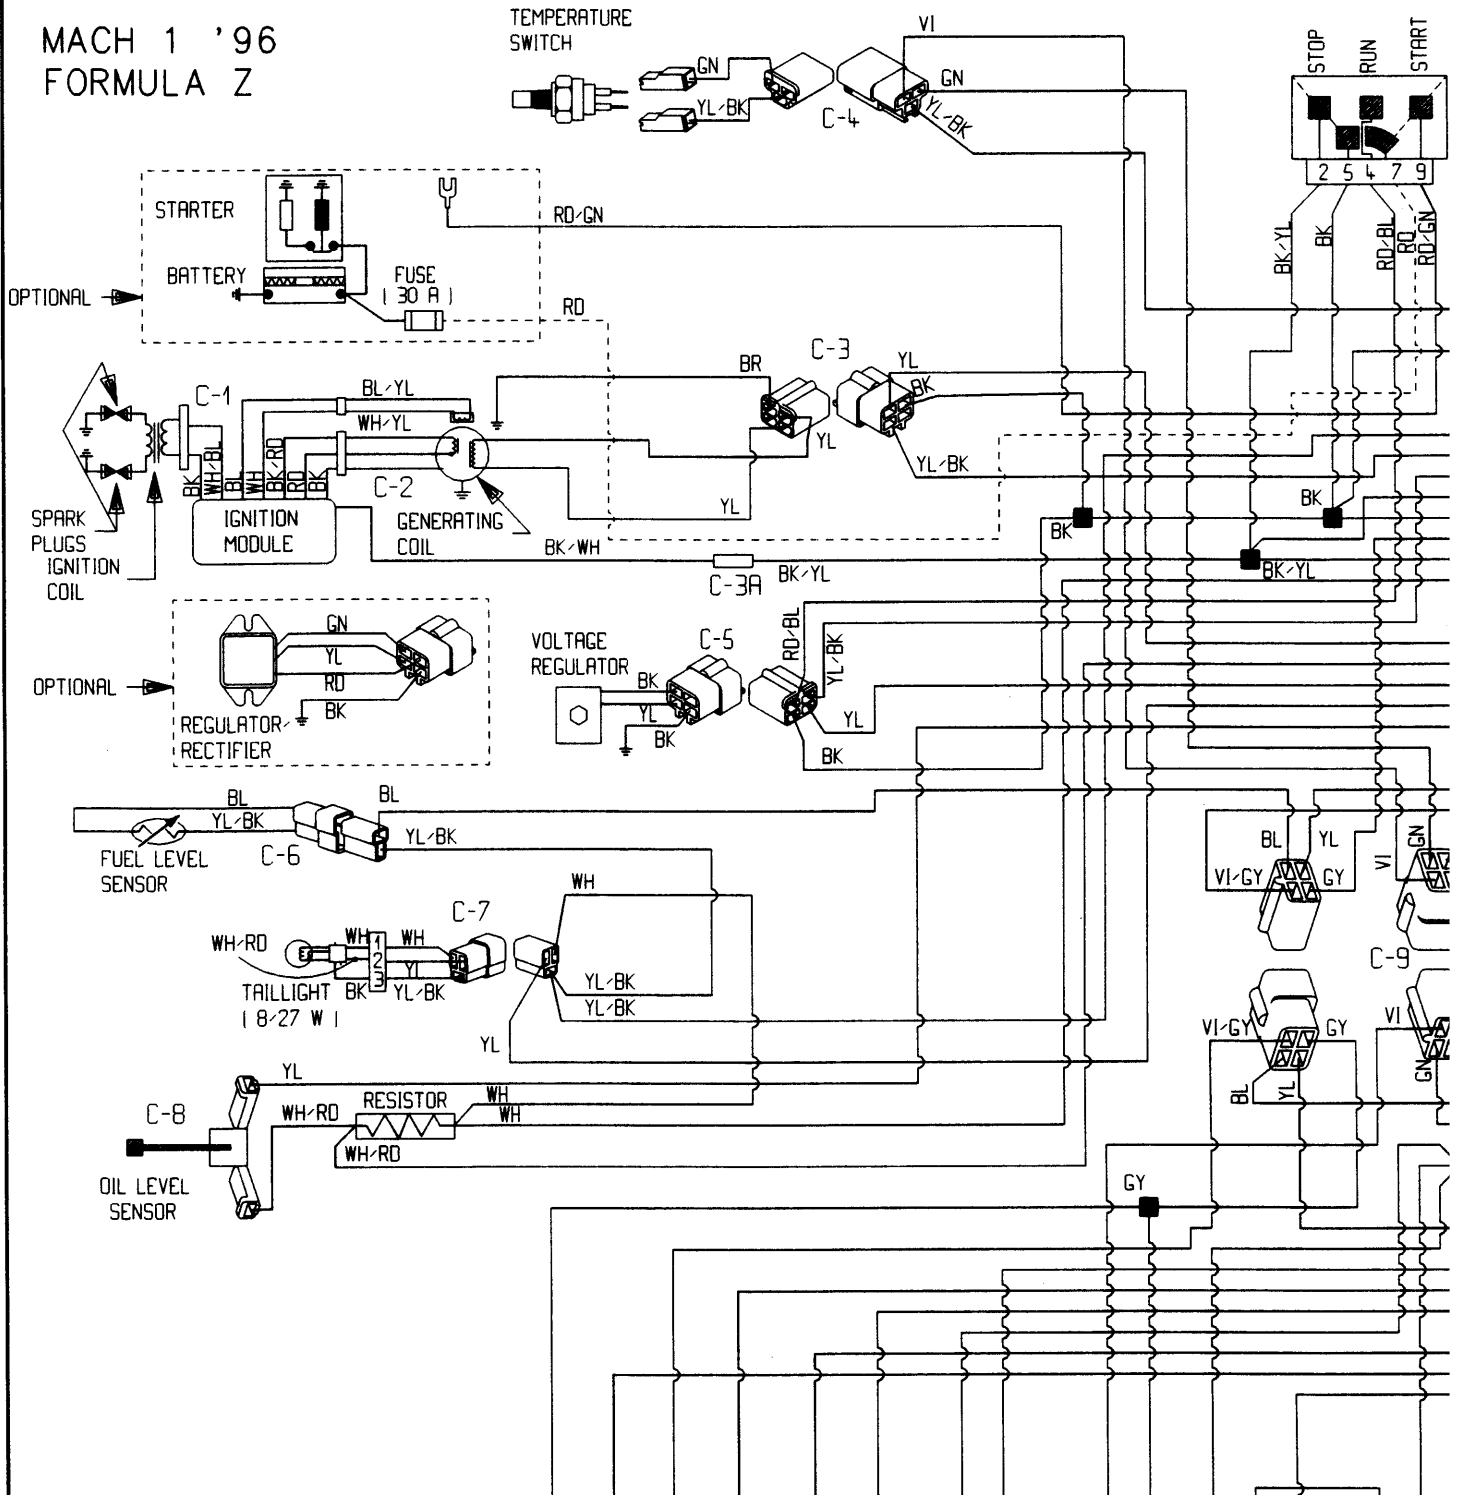 MACH 1 '96
FORMULA Z
TEMPERATURE
SWITCH
GN
YL/BK
C-4
VI
GN
YL/BK
STOP
RUN
START
2 5 4 7 9
BK/YL
BK
RD/BL
RD
RD/GN
STARTER
BATTERY
FUSE
( 30 A )
OPTIONAL
RD/GN
RD
C-1
BL/YL
WH/YL
BK
WH/BL
BL
WH
BK/RD
RD
BK
C-2
IGNITION
MODULE
SPARK
PLUGS
IGNITION
COIL
GENERATING
COIL
BR
C-3
YL
BK
YL
YL/BK
YL
BK
BK
BK/WH
C-3A
BK/YL
BK/YL
GN
YL
RD
BK
OPTIONAL
REGULATOR/
RECTIFIER
VOLTAGE
REGULATOR
BK
YL
BK
C-5
RD/BL
YL/BK
YL
BK
BL
YL/BK
BL
YL/BK
C-6
FUEL LEVEL
SENSOR
BL
YL
VI/GY
GY
VI
GN
C-9
WH/RD
WH
1
2
3
WH
YL
BK
YL/BK
C-7
WH
YL/BK
YL/BK
YL
TAILLIGHT
( 8/27 W )
VI/GY
GY
BL
YL
VI
GN
C-8
YL
WH/RD
RESISTOR
WH
WH
WH/RD
OIL LEVEL
SENSOR
GY